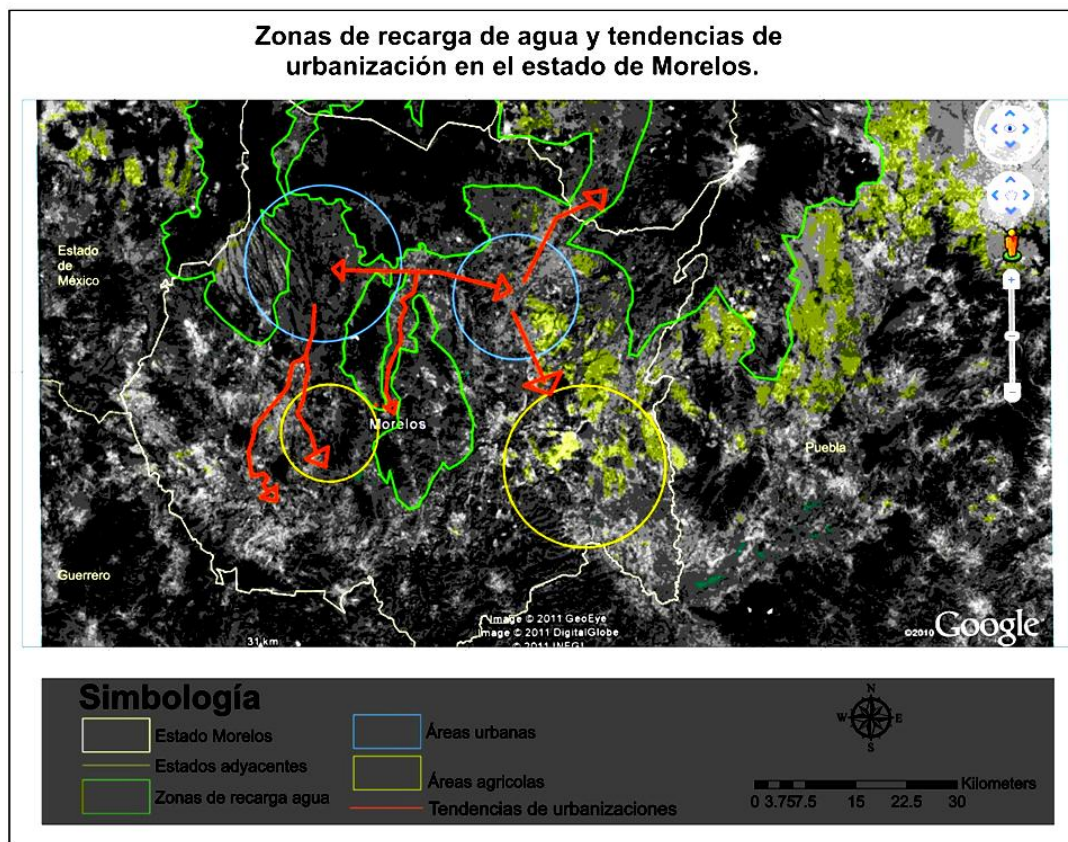 Zonas de recarga de agua y tendencias de
urbanización en el estado de Morelos.
Estado
de
México
Morelos
Puebla
Guerrero
31 km
Image © 2011 GeoEye
Image © 2011 DigitalGlobe
© 2011 INEGI
©2010 Google
Simbología
Estado Morelos
Estados adyacentes
Zonas de recarga agua
Áreas urbanas
Áreas agricolas
Tendencias de urbanizaciones
N
W E
S
Kilometers
0 3.757.5 15 22.5 30